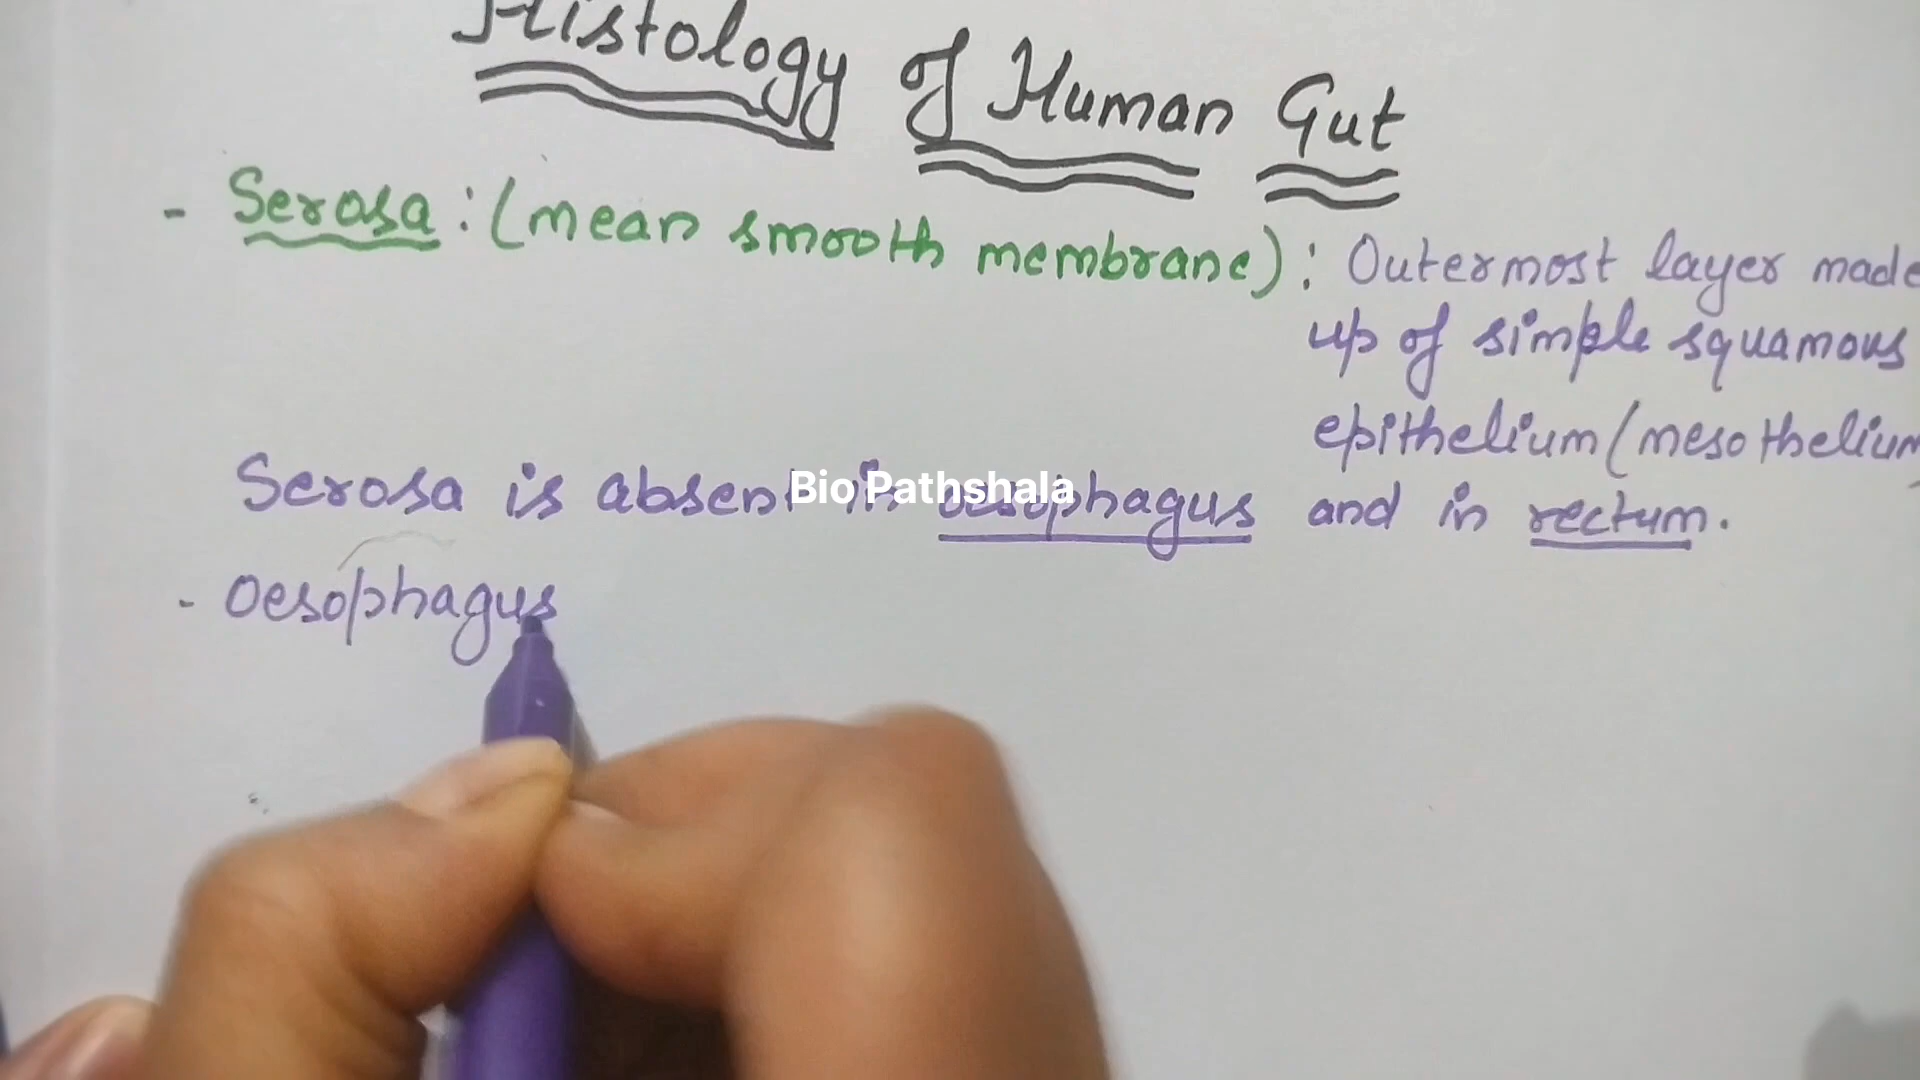 Histology of Human Gut
- Serosa : (mean smooth membrane) : Outermost layer made
up of simple squamous
epithelium (mesothelium
Serosa is absent in oesophagus and in rectum.
Bio Pathshala
- Oesophagus